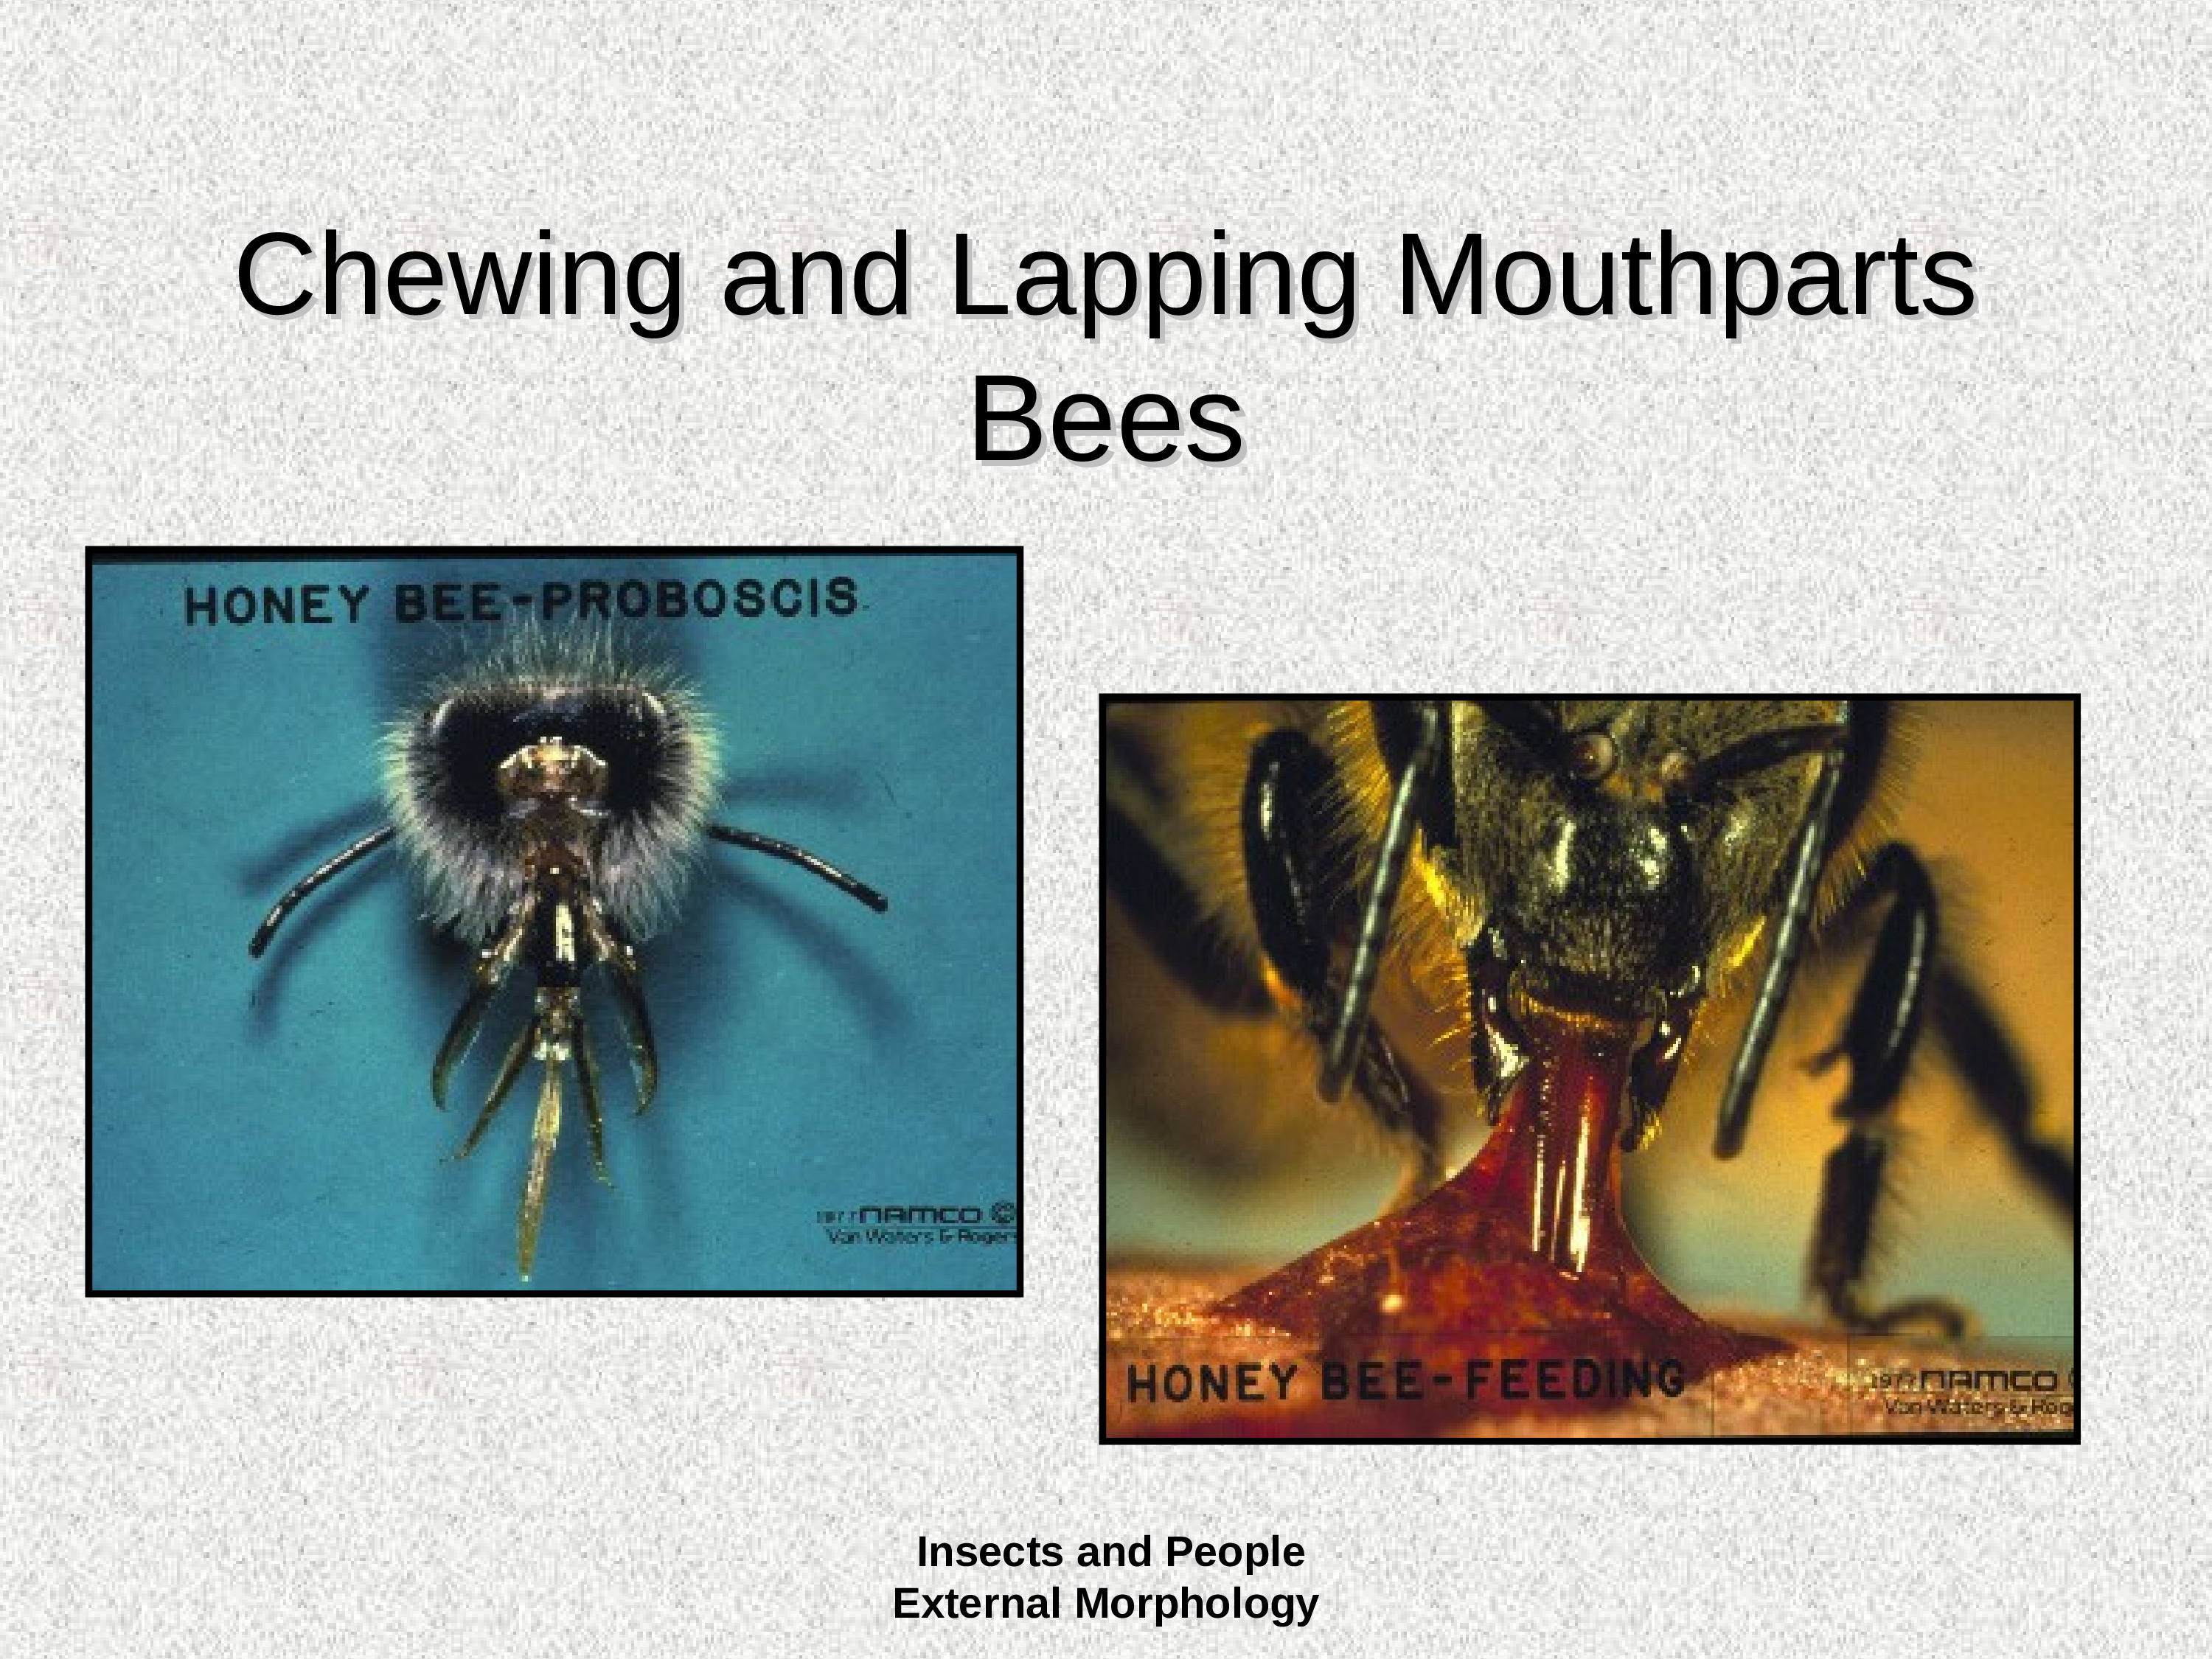 Chewing and Lapping Mouthparts
Bees
HONEY BEE-PROBOSCIS
1977 NAMCO ©
Van Waters & Rogers
HONEY BEE-FEEDING
1977 NAMCO
Van Waters & Rog
Insects and People
External Morphology